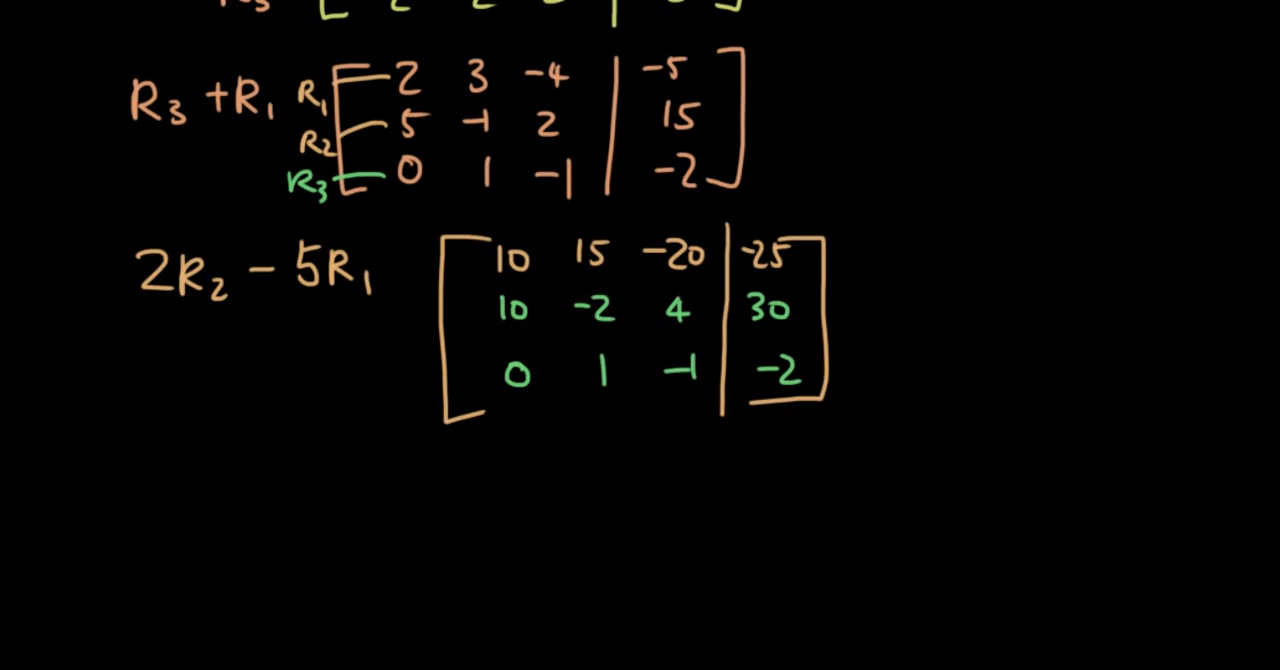 R3 + R1 R1 2 3 -4 | -5
R2 5 -1 2 | 15
R3 0 1 -1 | -2
2R2 - 5R1 10 15 -20 | -25
10 -2 4 | 30
0 1 -1 | -2